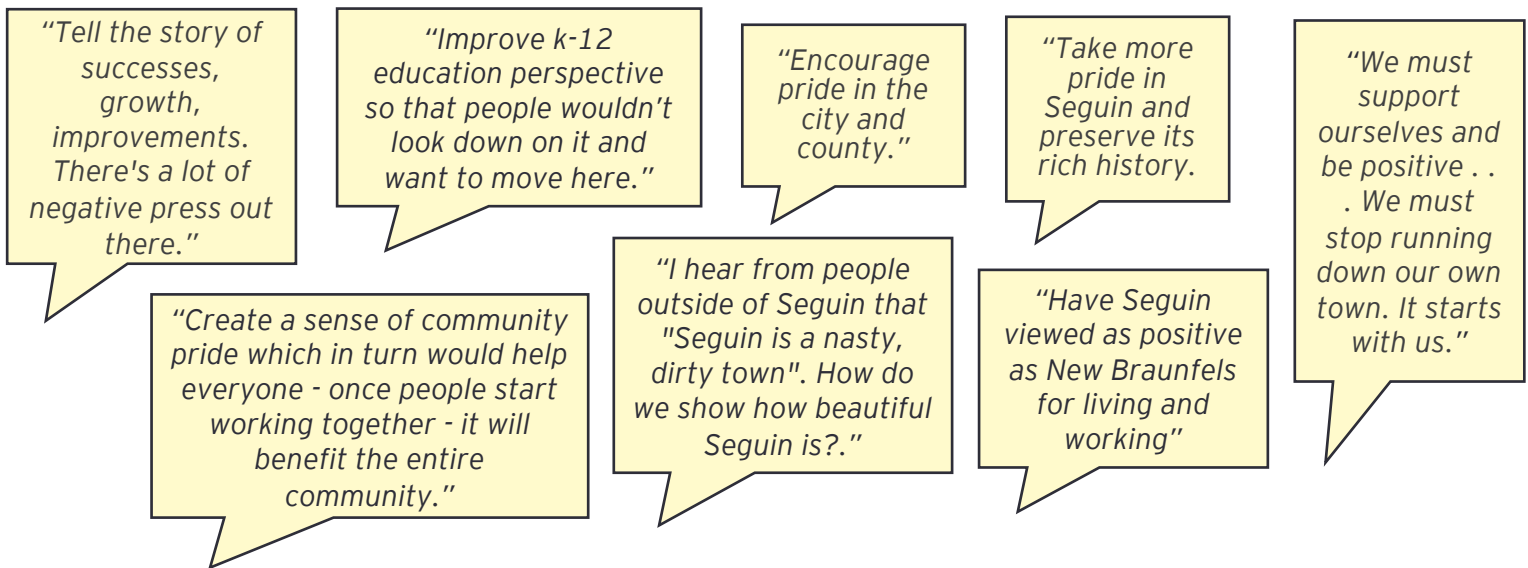 “Tell the story of
successes,
growth,
improvements.
There's a lot of
negative press out
there.”
“Improve k-12
education perspective
so that people wouldn’t
look down on it and
want to move here.”
“Encourage
pride in the
city and
county.”
“Take more
pride in
Seguin and
preserve its
rich history.
“We must
support
ourselves and
be positive . .
. We must
stop running
down our own
town. It starts
with us.”
“Create a sense of community
pride which in turn would help
everyone - once people start
working together - it will
benefit the entire
community.”
“I hear from people
outside of Seguin that
"Seguin is a nasty,
dirty town". How do
we show how beautiful
Seguin is?.”
“Have Seguin
viewed as positive
as New Braunfels
for living and
working”